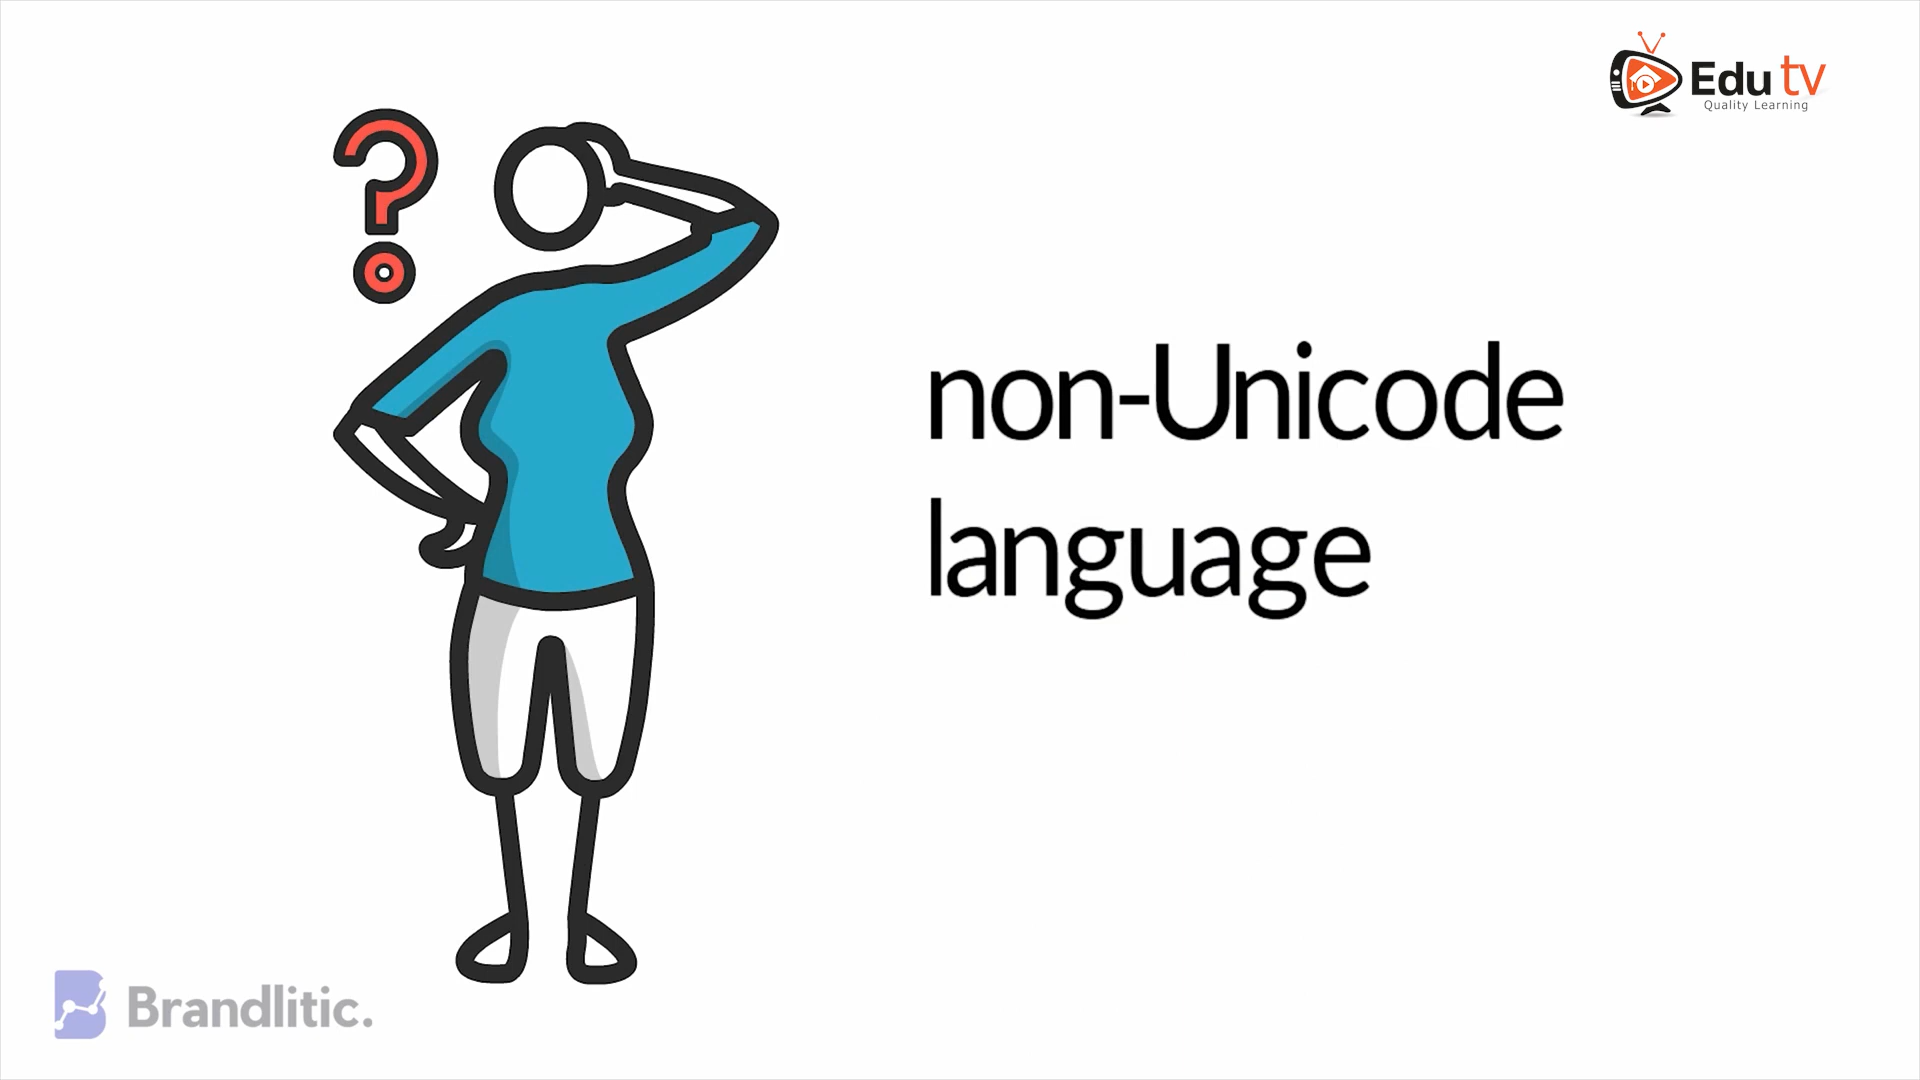 Edu tv
Quality Learning
non-Unicode
language
Brandlitic.